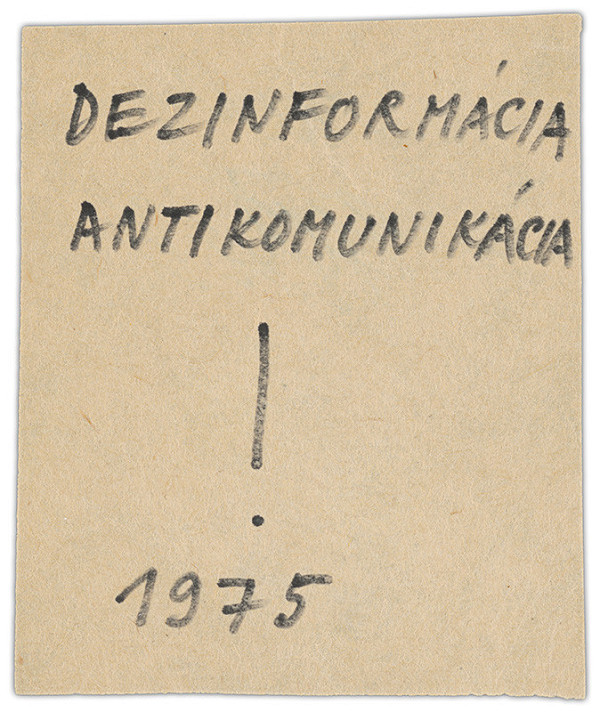 DEZINFORMÁCIA
ANTIKOMUNIKÁCIA
!
1975